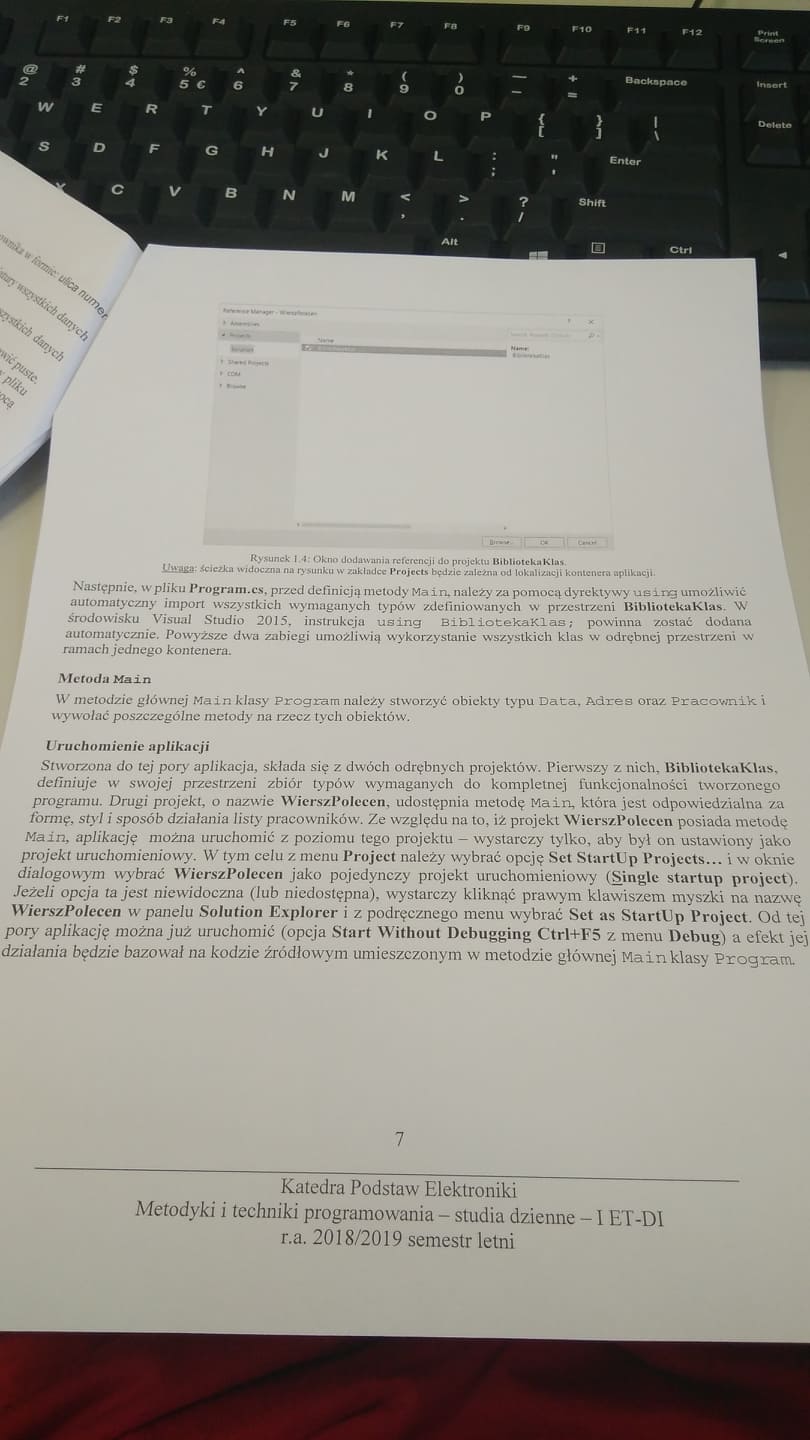 F1 F2 F3 F4 F5 F6 F7 F8 F9 F10 F11 F12 Print Screen
@ # $ % ^ & * ( ) — +
2 3 4 5 € 6 7 8 9 0 - = Backspace Insert
W E R T Y U I O P { [ } ] | \ Delete
S D F G H J K L : ; " ' Enter
X C V B N M < , > . ? / Shift
Alt Ctrl
w formie: ulica numer
wszystkich danych
danych
puste.
pliku
Reference Manager - WierszPolecen
Assemblies
Projects
Solution
Shared Projects
COM
Browse
Name
Name:
BibliotekaKlas
Browse... OK Cancel
Rysunek 1.4: Okno dodawania referencji do projektu BibliotekaKlas.
Uwaga: ścieżka widoczna na rysunku w zakładce Projects będzie zależna od lokalizacji kontenera aplikacji.
Następnie, w pliku Program.cs, przed definicją metody Main, należy za pomocą dyrektywy using umożliwić
automatyczny import wszystkich wymaganych typów zdefiniowanych w przestrzeni BibliotekaKlas. W
środowisku Visual Studio 2015, instrukcja using BibliotekaKlas; powinna zostać dodana
automatycznie. Powyższe dwa zabiegi umożliwią wykorzystanie wszystkich klas w odrębnej przestrzeni w
ramach jednego kontenera.
Metoda Main
W metodzie głównej Main klasy Program należy stworzyć obiekty typu Data, Adres oraz Pracownik i
wywołać poszczególne metody na rzecz tych obiektów.
Uruchomienie aplikacji
Stworzona do tej pory aplikacja, składa się z dwóch odrębnych projektów. Pierwszy z nich, BibliotekaKlas,
definiuje w swojej przestrzeni zbiór typów wymaganych do kompletnej funkcjonalności tworzonego
programu. Drugi projekt, o nazwie WierszPolecen, udostępnia metodę Main, która jest odpowiedzialna za
formę, styl i sposób działania listy pracowników. Ze względu na to, iż projekt WierszPolecen posiada metodę
Main, aplikację można uruchomić z poziomu tego projektu – wystarczy tylko, aby był on ustawiony jako
projekt uruchomieniowy. W tym celu z menu Project należy wybrać opcję Set StartUp Projects... i w oknie
dialogowym wybrać WierszPolecen jako pojedynczy projekt uruchomieniowy (Single startup project).
Jeżeli opcja ta jest niewidoczna (lub niedostępna), wystarczy kliknąć prawym klawiszem myszki na nazwę
WierszPolecen w panelu Solution Explorer i z podręcznego menu wybrać Set as StartUp Project. Od tej
pory aplikację można już uruchomić (opcja Start Without Debugging Ctrl+F5 z menu Debug) a efekt jej
działania będzie bazował na kodzie źródłowym umieszczonym w metodzie głównej Main klasy Program.
7
Katedra Podstaw Elektroniki
Metodyki i techniki programowania – studia dzienne – I ET-DI
r.a. 2018/2019 semestr letni